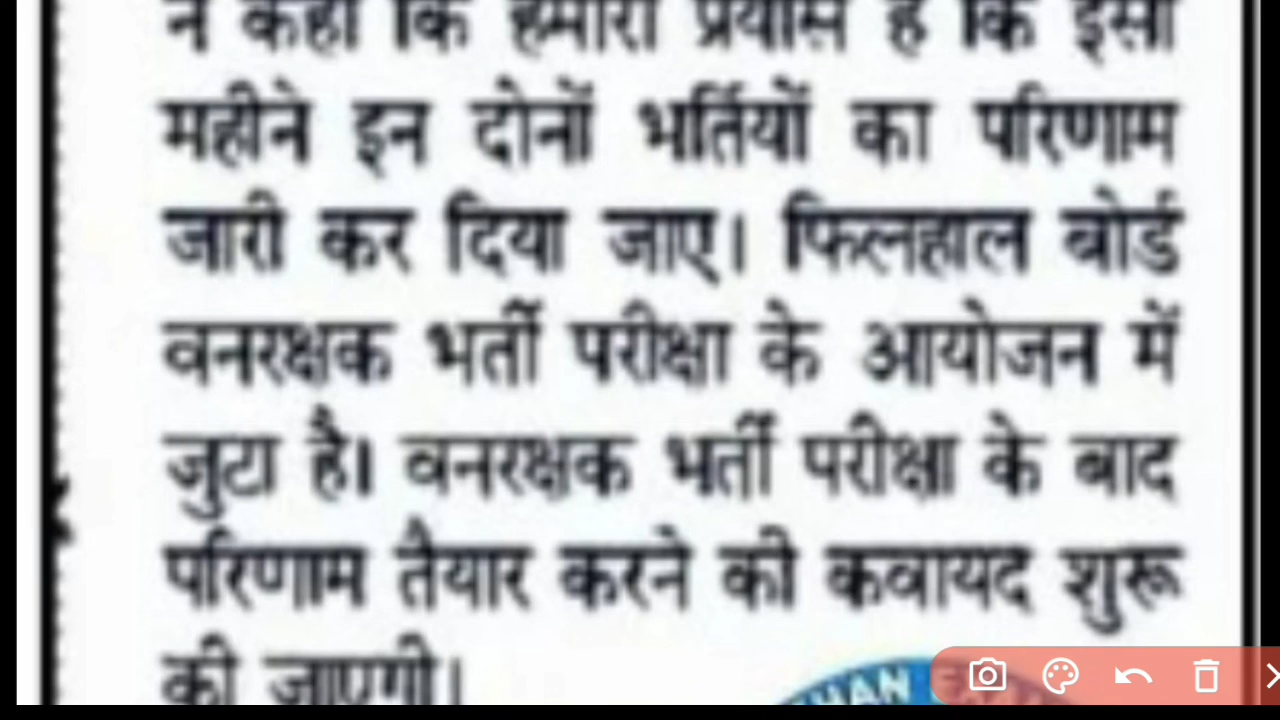 ने कहा कि हमारा प्रयास है कि इसी
महीने इन दोनों भर्तियों का परिणाम
जारी कर दिया जाए। फिलहाल बोर्ड
वनरक्षक भर्ती परीक्षा के आयोजन में
जुटा है। वनरक्षक भर्ती परीक्षा के बाद
परिणाम तैयार करने की कवायद शुरू
की जाएगी।